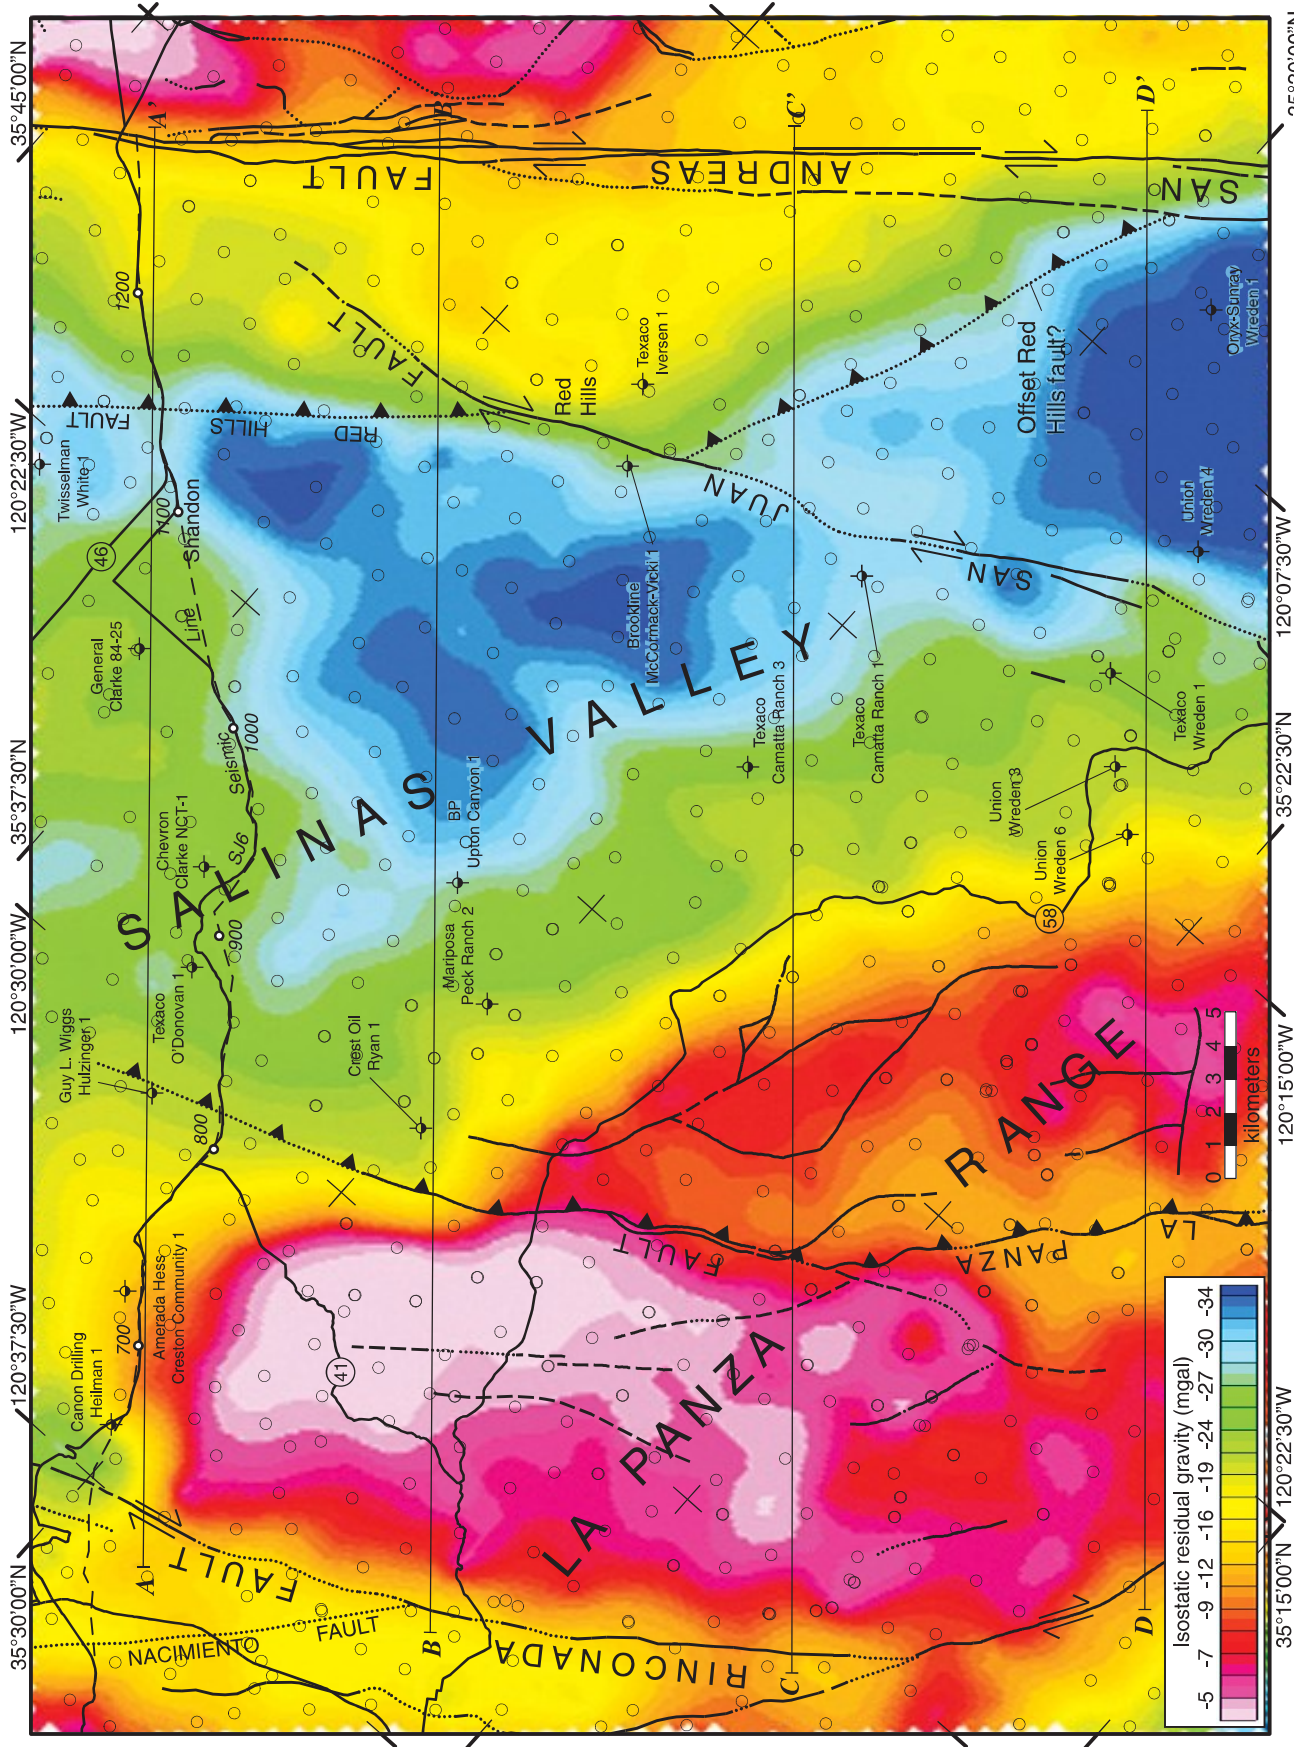 35°45'00"N
120°22'30"W
35°37'30"N
120°30'00"W
120°37'30"W
35°30'00"N
120°07'30"W
35°22'30"N
120°15'00"W
120°22'30"W
35°15'00"N
A'
B'
C'
D'
A
B
C
D
SAN ANDREAS FAULT
SAN JUAN FAULT
RED HILLS FAULT
Offset Red
Hills fault?
Red
Hills
LA PANZA FAULT
RINCONADA FAULT
NACIMIENTO FAULT
SALINAS VALLEY
LA PANZA RANGE
Shandon
SJ6 Seismic Line
700
800
900
1000
1100
1200
46
41
58
Twisselman
White 1
General
Clarke 84-25
Chevron
Clarke NCT-1
Texaco
O'Donovan 1
Guy L. Wiggs
Hulzinger 1
Amerada Hess
Creston Community 1
Canon Drilling
Heilman 1
Crest Oil
Ryan 1
Mariposa
Peck Ranch 2
BP
Upton Canyon 1
Texaco
Iversen 1
Brookline
McCormack-Vicki 1
Texaco
Camatta Ranch 3
Texaco
Camatta Ranch 1
Union
Wreden 3
Union
Wreden 6
Texaco
Wreden 1
Union
Wreden 4
Oryx-Sunray
Wreden 1
0 1 2 3 4 5
kilometers
Isostatic residual gravity (mgal)
-5 -7 -9 -12 -16 -19 -24 -27 -30 -34